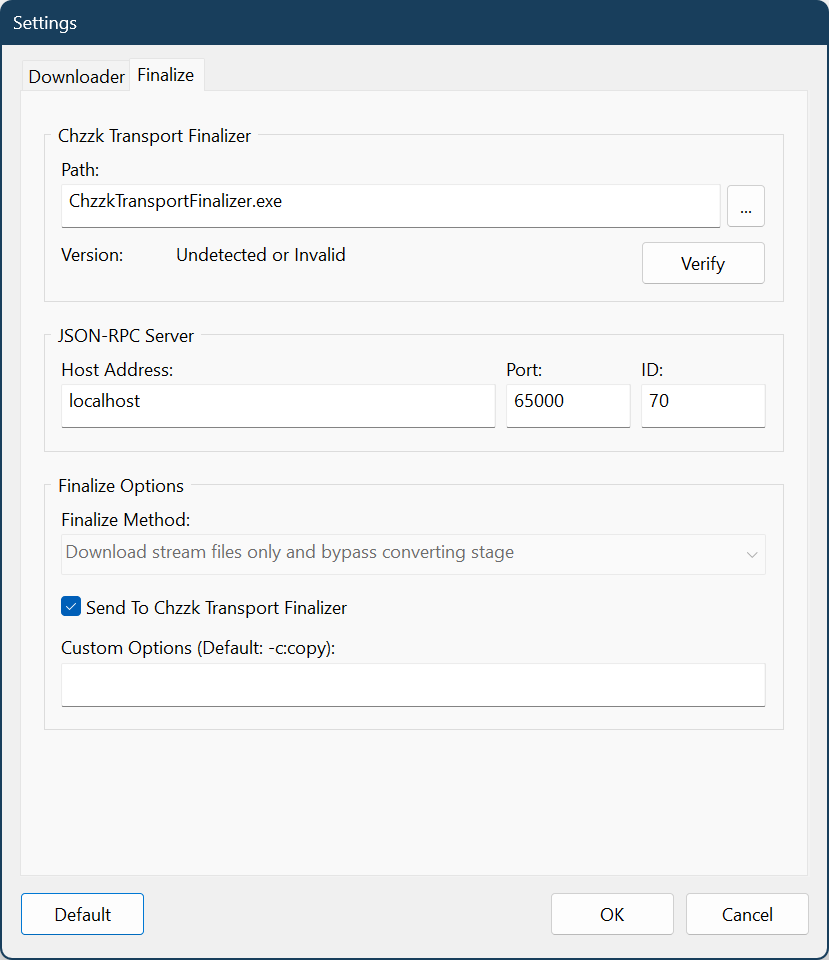 Settings
Downloader Finalize
Chzzk Transport Finalizer
Path:
ChzzkTransportFinalizer.exe ...
Version: Undetected or Invalid
Verify
JSON-RPC Server
Host Address: Port: ID:
localhost 65000 70
Finalize Options
Finalize Method:
Download stream files only and bypass converting stage
Send To Chzzk Transport Finalizer
Custom Options (Default: -c:copy):
Default OK Cancel